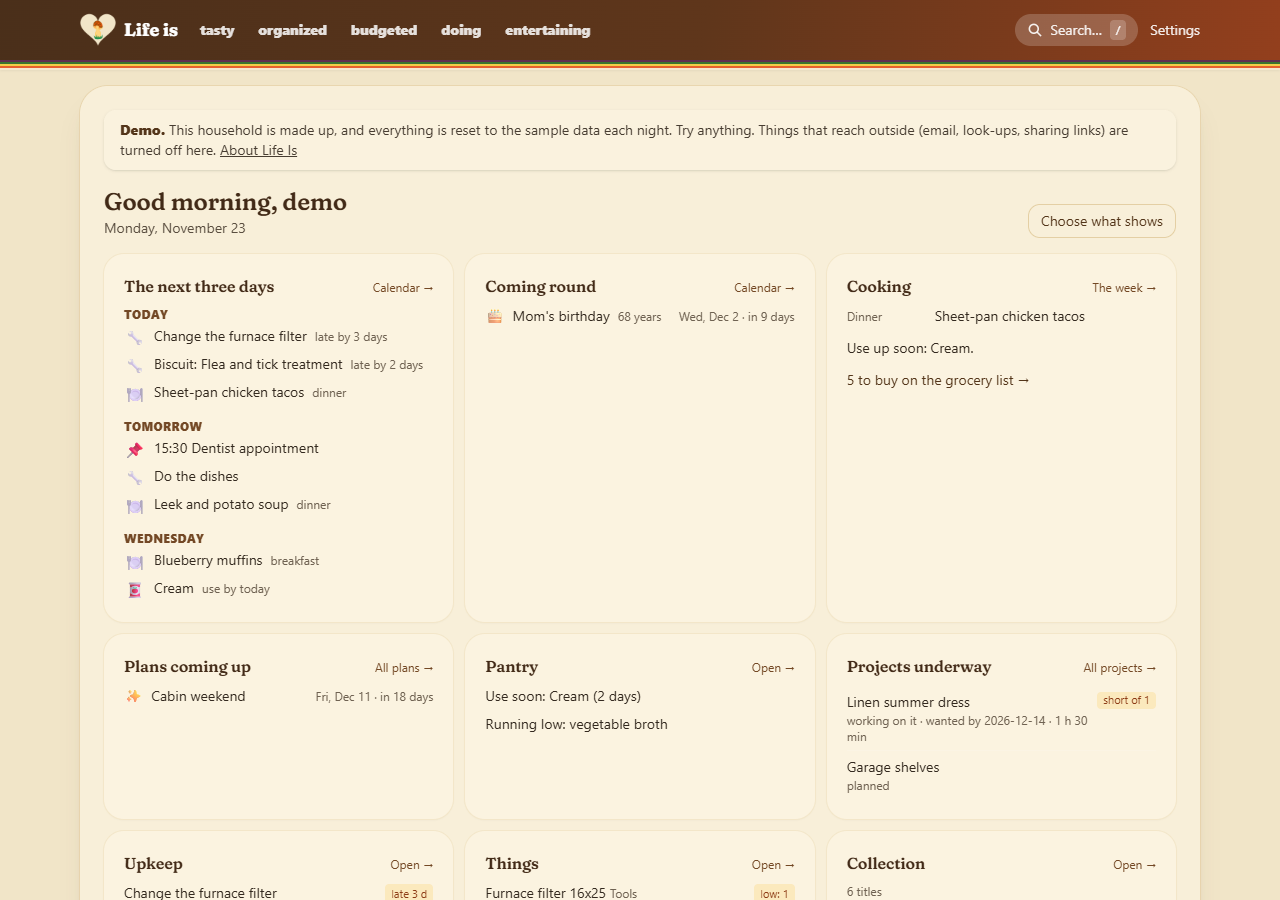 Life is
tasty
organized
budgeted
doing
entertaining
Search... /
Settings
Demo. This household is made up, and everything is reset to the sample data each night. Try anything. Things that reach outside (email, look-ups, sharing links) are
turned off here. About Life Is
Good morning, demo
Monday, November 23
Choose what shows
The next three days
Calendar →
TODAY
Change the furnace filter late by 3 days
Biscuit: Flea and tick treatment late by 2 days
Sheet-pan chicken tacos dinner
TOMORROW
15:30 Dentist appointment
Do the dishes
Leek and potato soup dinner
WEDNESDAY
Blueberry muffins breakfast
Cream use by today
Coming round
Calendar →
Mom's birthday 68 years Wed, Dec 2 · in 9 days
Cooking
The week →
Dinner Sheet-pan chicken tacos
Use up soon: Cream.
5 to buy on the grocery list →
Plans coming up
All plans →
Cabin weekend Fri, Dec 11 · in 18 days
Pantry
Open →
Use soon: Cream (2 days)
Running low: vegetable broth
Projects underway
All projects →
Linen summer dress short of 1
working on it · wanted by 2026-12-14 · 1 h 30
min
Garage shelves
planned
Upkeep
Open →
Change the furnace filter late 3 d
Things
Open →
Furnace filter 16x25 Tools low: 1
Collection
Open →
6 titles